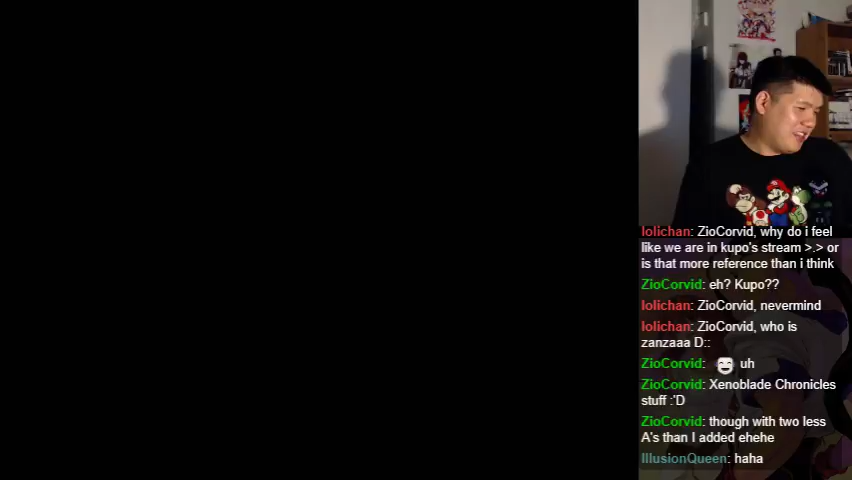 lolichan: ZioCorvid, why do i feel
like we are in kupo's stream >.> or
is that more reference than i think
ZioCorvid: eh? Kupo??
lolichan: ZioCorvid, nevermind
lolichan: ZioCorvid, who is
zanzaaa D::
ZioCorvid: uh
ZioCorvid: Xenoblade Chronicles
stuff :'D
ZioCorvid: though with two less
A's than I added ehehe
IllusionQueen: haha